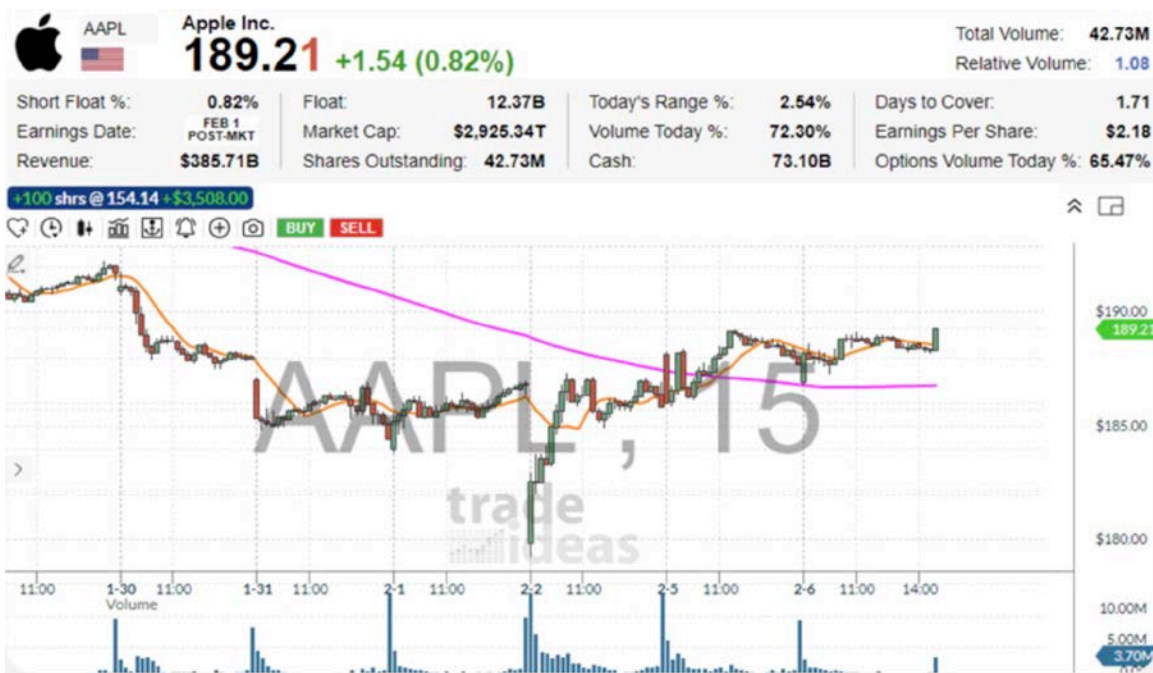 AAPL
Apple Inc.
189.21 +1.54 (0.82%)
Total Volume: 42.73M
Relative Volume: 1.08
Short Float %: 0.82%
Float: 12.37B
Today's Range %: 2.54%
Days to Cover: 1.71
Earnings Date: FEB 1 POST-MKT
Market Cap: $2,925.34T
Volume Today %: 72.30%
Earnings Per Share: $2.18
Revenue: $385.71B
Shares Outstanding: 42.73M
Cash: 73.10B
Options Volume Today %: 65.47%
+100 shrs @ 154.14 +$3,508.00
BUY SELL
$190.00
189.21
AAPL , 15
$185.00
trade
ideas
$180.00
11:00 1-30 11:00 1-31 11:00 2-1 11:00 2-2 11:00 2-5 11:00 2-6 11:00 14:00
Volume
10.00M
5.00M
3.70M